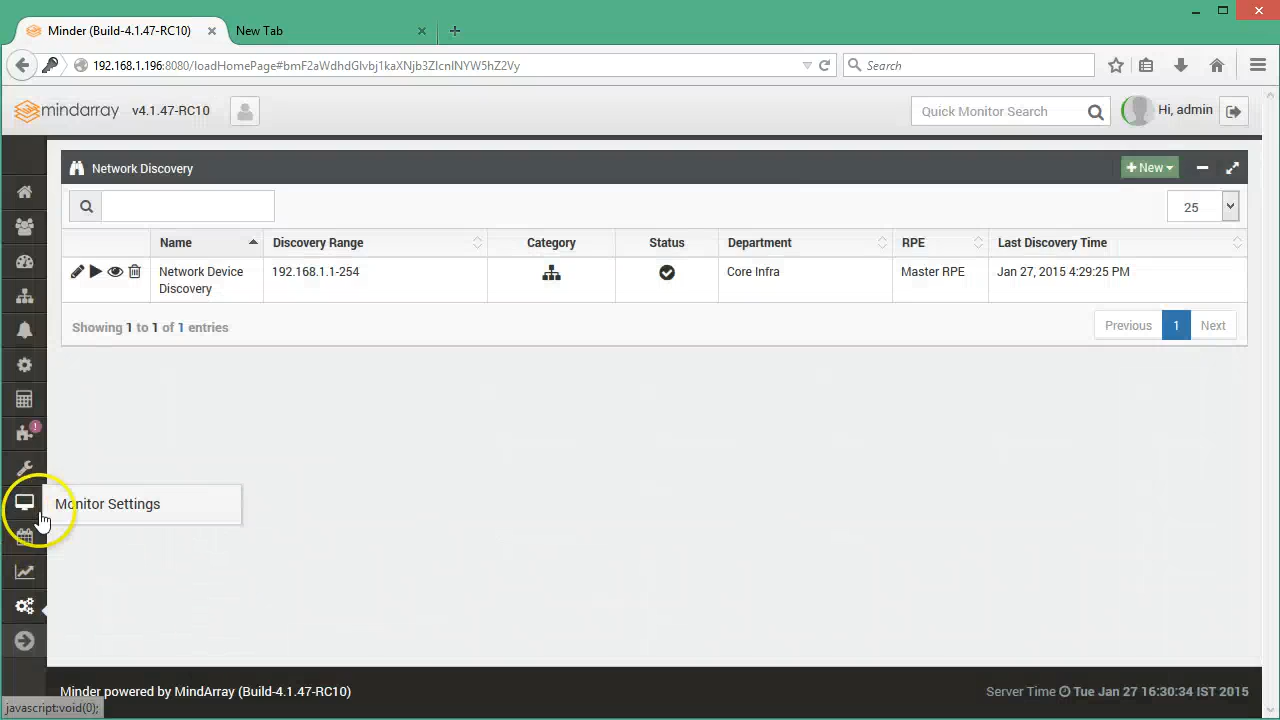 Minder (Build-4.1.47-RC10)
New Tab
192.168.1.196:8080/loadHomePage#bmF2aWdhdGlvbj1kaXNjb3ZlcnlNYW5hZ2Vy
Search
mindarray v4.1.47-RC10
Quick Monitor Search
Hi, admin
Network Discovery
New
25
Name Discovery Range Category Status Department RPE Last Discovery Time
Network Device Discovery 192.168.1.1-254 Core Infra Master RPE Jan 27, 2015 4:29:25 PM
Showing 1 to 1 of 1 entries
Previous 1 Next
!
Monitor Settings
Minder powered by MindArray (Build-4.1.47-RC10)
Server Time Tue Jan 27 16:30:34 IST 2015
javascript:void(0);